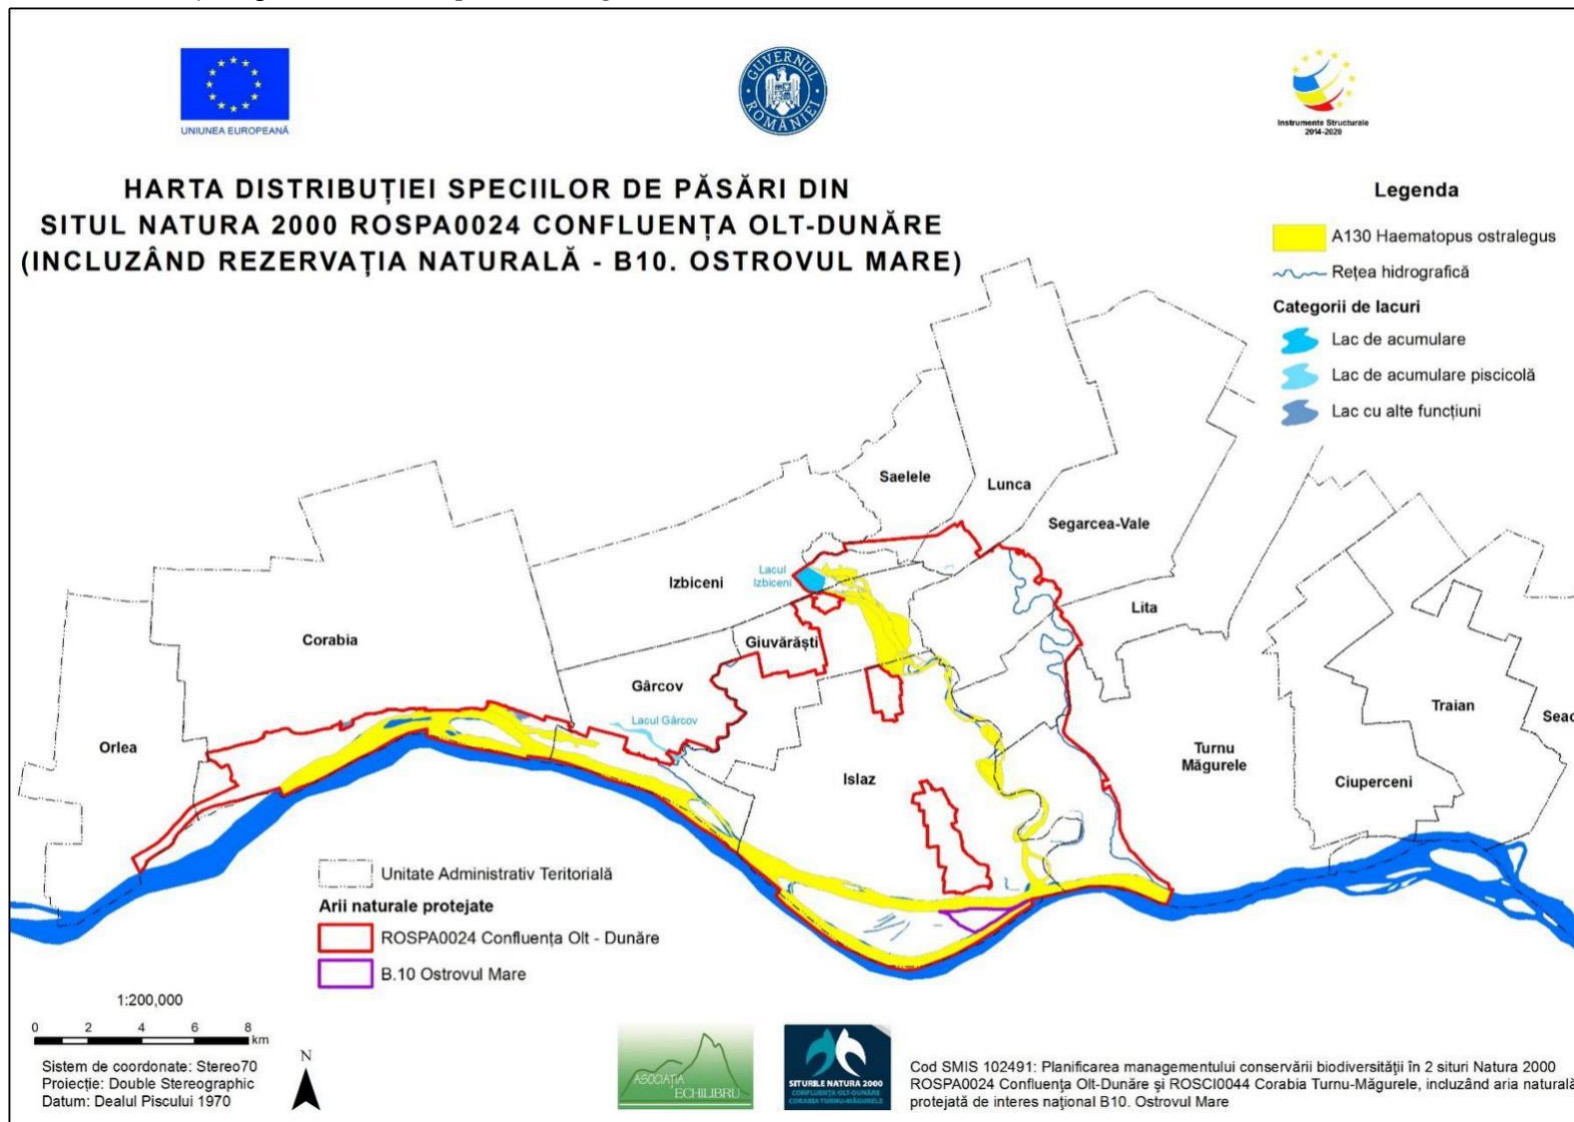 UNIUNEA EUROPEANĂ
GUVERNUL ROMÂNIEI
Instrumente Structurale
2014-2020
HARTA DISTRIBUȚIEI SPECIILOR DE PĂSĂRI DIN
SITUL NATURA 2000 ROSPA0024 CONFLUENȚA OLT-DUNĂRE
(INCLUZÂND REZERVAȚIA NATURALĂ - B10. OSTROVUL MARE)
Legenda
A130 Haematopus ostralegus
Rețea hidrografică
Categorii de lacuri
Lac de acumulare
Lac de acumulare piscicolă
Lac cu alte funcțiuni
Saelele
Lunca
Segarcea-Vale
Izbiceni
Lacul
Izbiceni
Lita
Corabia
Giuvărăști
Gârcov
Lacul Gârcov
Orlea
Islaz
Turnu
Măgurele
Traian
Seac
Ciuperceni
Unitate Administrativ Teritorială
Arii naturale protejate
ROSPA0024 Confluența Olt - Dunăre
B.10 Ostrovul Mare
1:200,000
0 2 4 6 8
km
N
Sistem de coordonate: Stereo70
Proiecție: Double Stereographic
Datum: Dealul Piscului 1970
ASOCIAȚIA
ECHILIBRU
SITURILE NATURA 2000
CONFLUENȚA OLT-DUNĂRE
CORABIA TURNU-MĂGURELE
Cod SMIS 102491: Planificarea managementului conservării biodiversității în 2 situri Natura 2000
ROSPA0024 Confluența Olt-Dunăre și ROSCI0044 Corabia Turnu-Măgurele, incluzând aria naturală
protejată de interes național B10. Ostrovul Mare